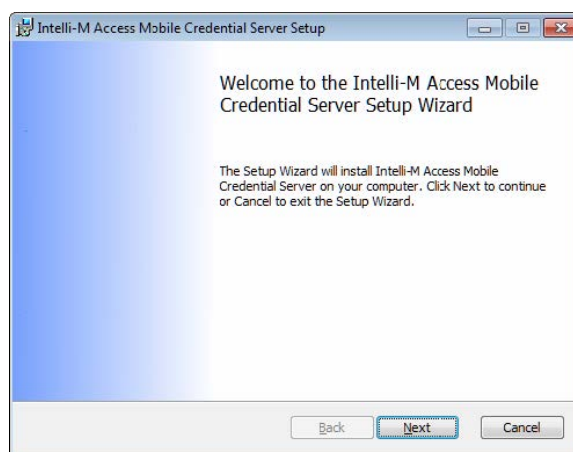 Intelli-M Access Mobile Credential Server Setup
Welcome to the Intelli-M Access Mobile
Credential Server Setup Wizard
The Setup Wizard will install Intelli-M Access Mobile
Credential Server on your computer. Click Next to continue
or Cancel to exit the Setup Wizard.
Back Next Cancel